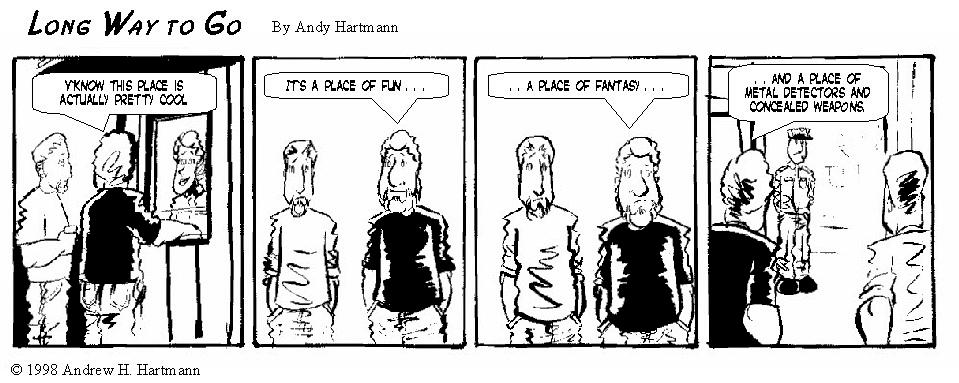 LONG WAY TO GO By Andy Hartmann
Y'KNOW THIS PLACE IS
ACTUALLY PRETTY COOL
IT'S A PLACE OF FUN . . .
. . A PLACE OF FANTASY . . .
. . AND A PLACE OF
METAL DETECTORS AND
CONCEALED WEAPONS.
© 1998 Andrew H. Hartmann